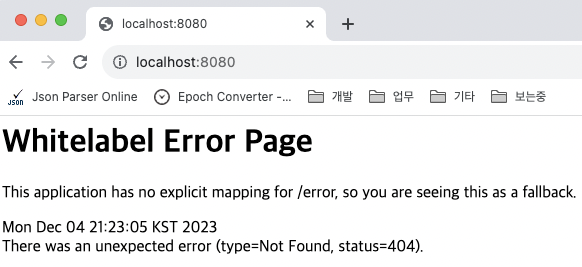 localhost:8080
localhost:8080
JSON Json Parser Online Epoch Converter -... 개발 업무 기타 보는중
Whitelabel Error Page
This application has no explicit mapping for /error, so you are seeing this as a fallback.
Mon Dec 04 21:23:05 KST 2023
There was an unexpected error (type=Not Found, status=404).